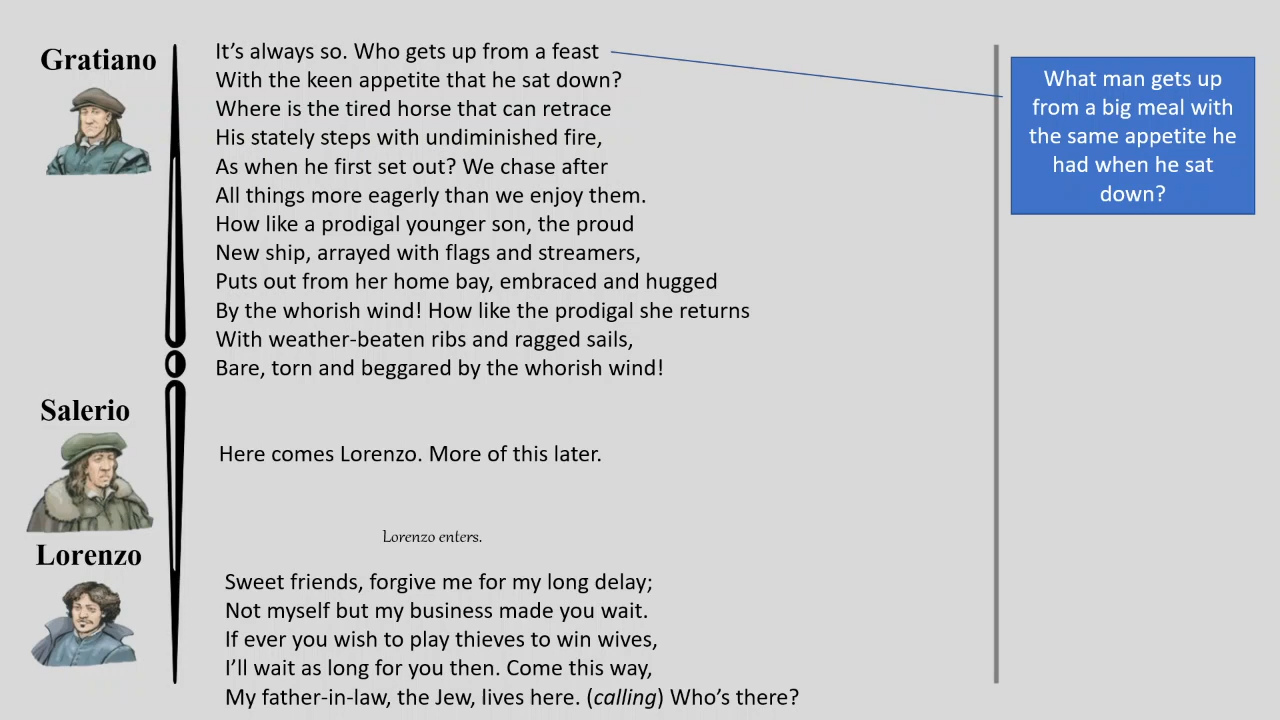 Gratiano
It's always so. Who gets up from a feast
With the keen appetite that he sat down?
Where is the tired horse that can retrace
His stately steps with undiminished fire,
As when he first set out? We chase after
All things more eagerly than we enjoy them.
How like a prodigal younger son, the proud
New ship, arrayed with flags and streamers,
Puts out from her home bay, embraced and hugged
By the whorish wind! How like the prodigal she returns
With weather-beaten ribs and ragged sails,
Bare, torn and beggared by the whorish wind!
What man gets up
from a big meal with
the same appetite he
had when he sat
down?
Salerio
Here comes Lorenzo. More of this later.
Lorenzo enters.
Lorenzo
Sweet friends, forgive me for my long delay;
Not myself but my business made you wait.
If ever you wish to play thieves to win wives,
I'll wait as long for you then. Come this way,
My father-in-law, the Jew, lives here. (calling) Who's there?